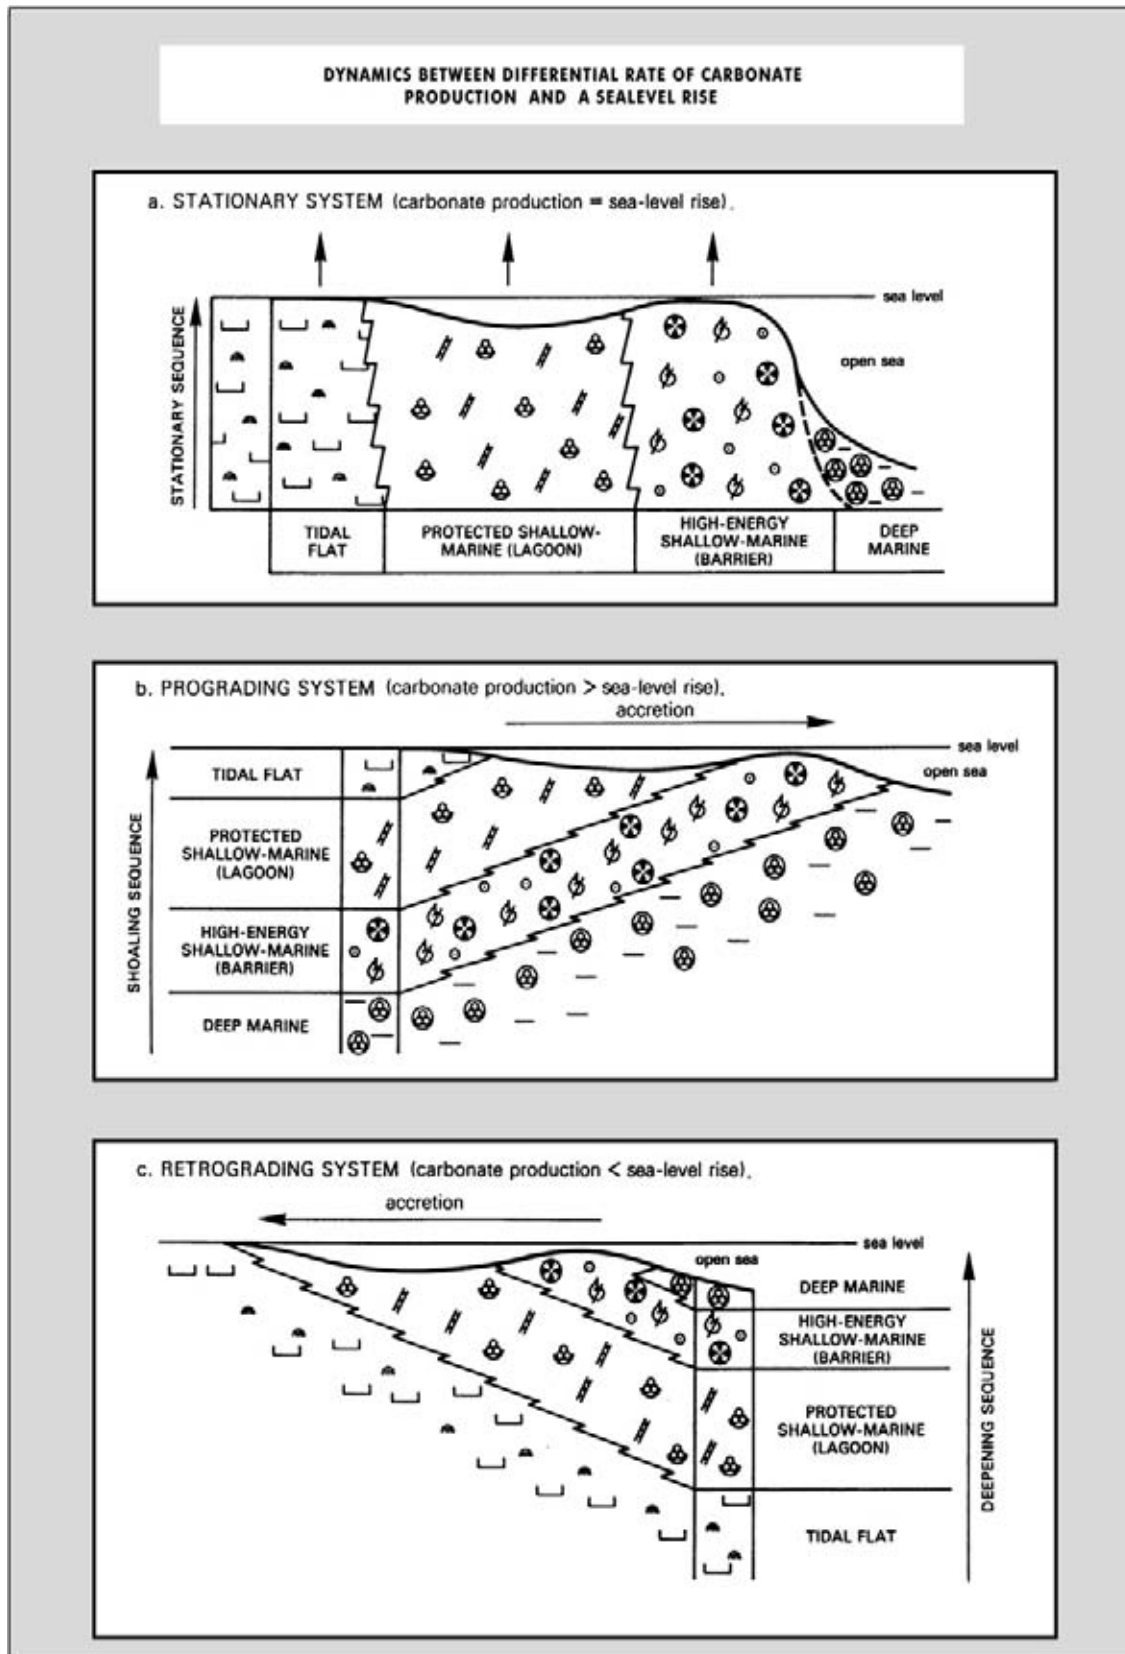 DYNAMICS BETWEEN DIFFERENTIAL RATE OF CARBONATE
PRODUCTION AND A SEALEVEL RISE
a. STATIONARY SYSTEM (carbonate production = sea-level rise).
sea level
open sea
STATIONARY SEQUENCE
TIDAL
FLAT
PROTECTED SHALLOW-
MARINE (LAGOON)
HIGH-ENERGY
SHALLOW-MARINE
(BARRIER)
DEEP
MARINE
b. PROGRADING SYSTEM (carbonate production > sea-level rise).
accretion
sea level
open sea
SHOALING SEQUENCE
TIDAL FLAT
PROTECTED
SHALLOW-MARINE
(LAGOON)
HIGH-ENERGY
SHALLOW-MARINE
(BARRIER)
DEEP MARINE
c. RETROGRADING SYSTEM (carbonate production < sea-level rise).
accretion
sea level
open sea
DEEP MARINE
HIGH-ENERGY
SHALLOW-MARINE
(BARRIER)
PROTECTED
SHALLOW-MARINE
(LAGOON)
TIDAL FLAT
DEEPENING SEQUENCE